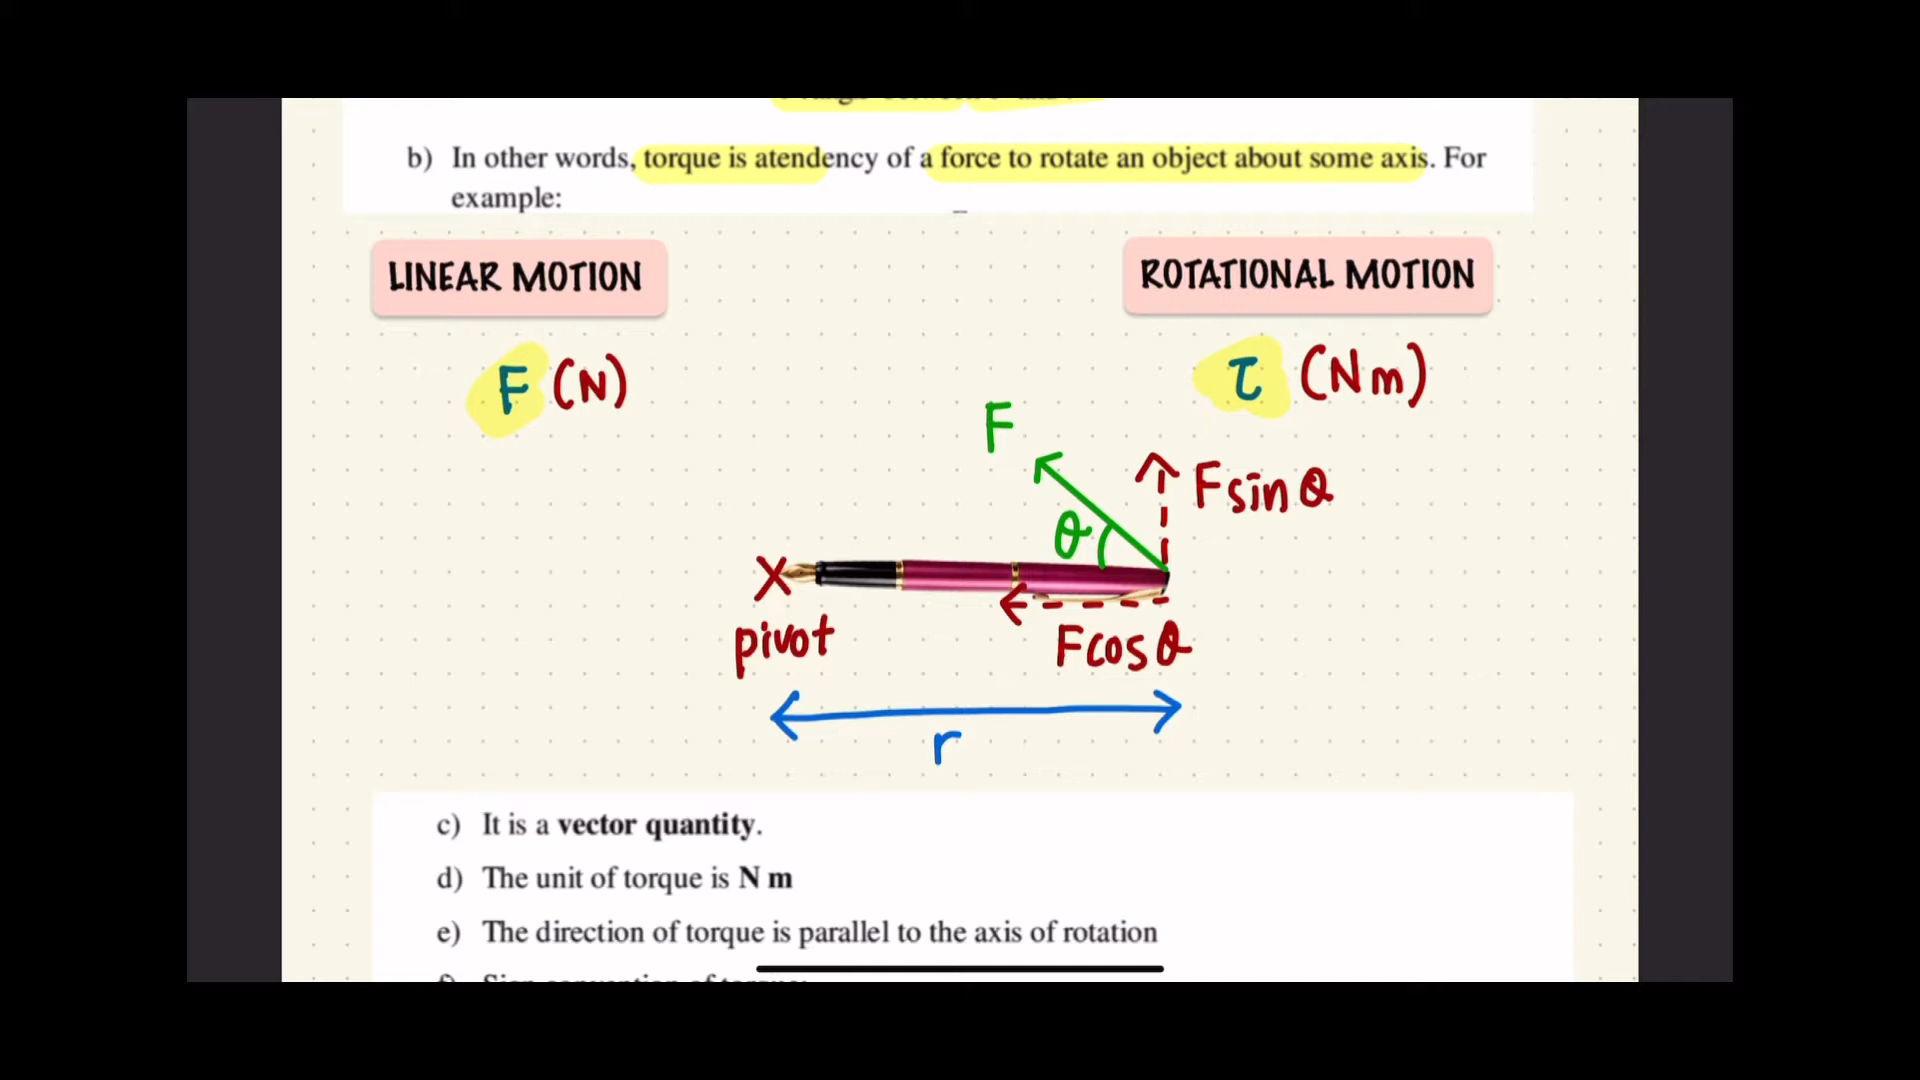 b) In other words, torque is atendency of a force to rotate an object about some axis. For
example:
LINEAR MOTION
ROTATIONAL MOTION
F (N)
τ (Nm)
F
F sin θ
θ
X
pivot
F cos θ
r
c) It is a vector quantity.
d) The unit of torque is N m
e) The direction of torque is parallel to the axis of rotation